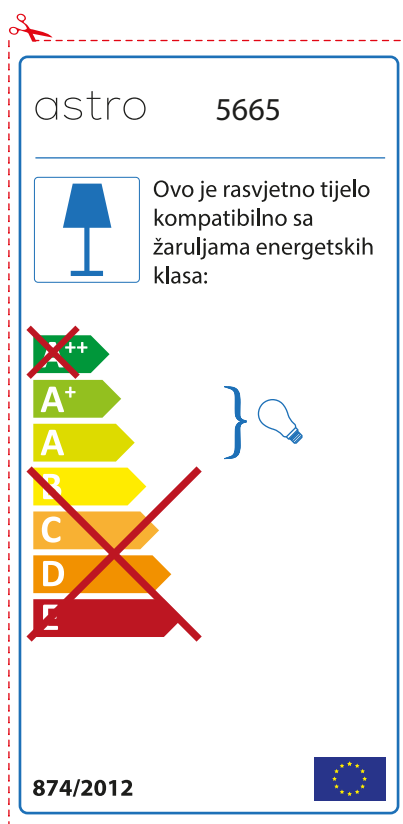 astro 5665
Ovo je rasvjetno tijelo
kompatibilno sa
žaruljama energetskih
klasa:
A++
A+
A
B
C
D
E
874/2012